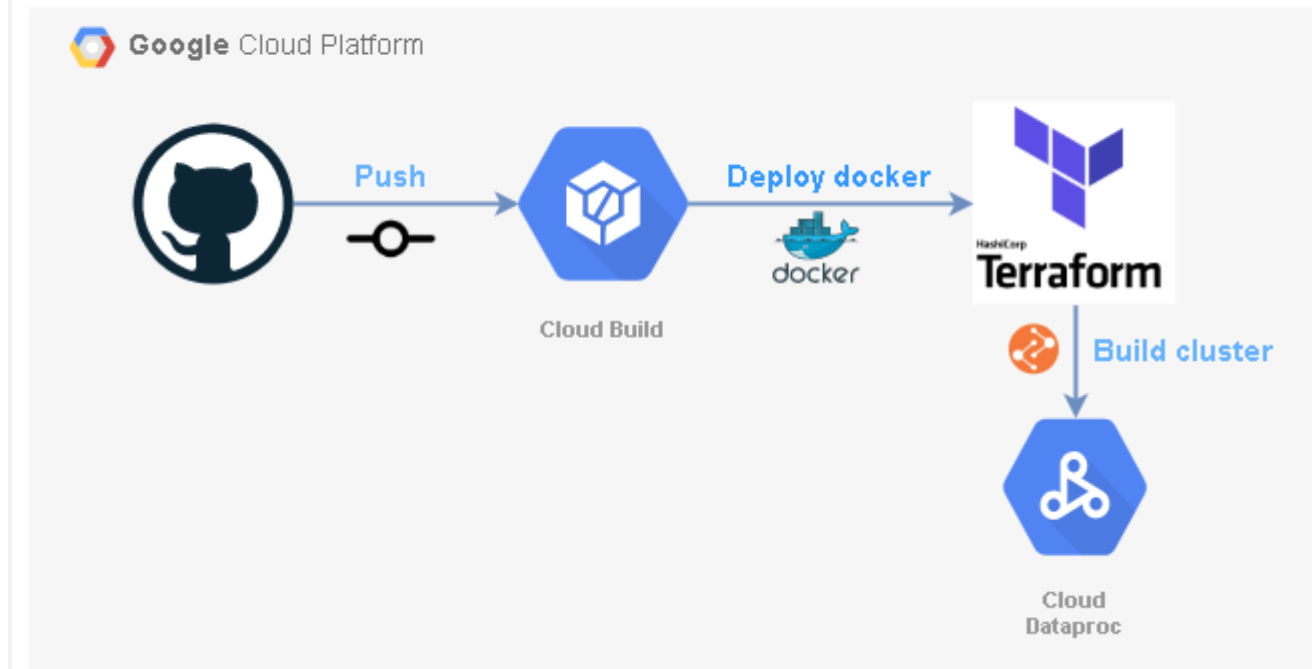 Google Cloud Platform
Push
Deploy docker
docker
HashiCorp
Terraform
Cloud Build
Build cluster
Cloud
Dataproc